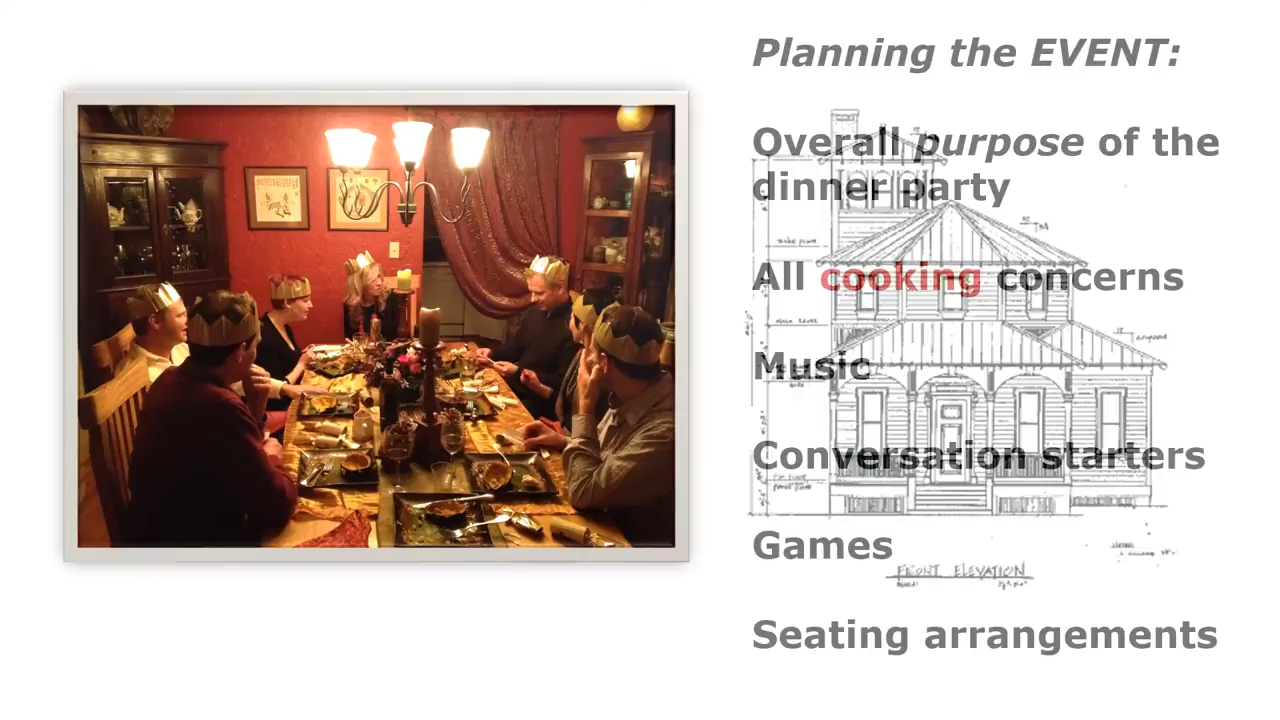 Planning the EVENT:
Overall purpose of the
dinner party
All cooking concerns
Music
Conversation starters
Games
FRONT ELEVATION
Seating arrangements